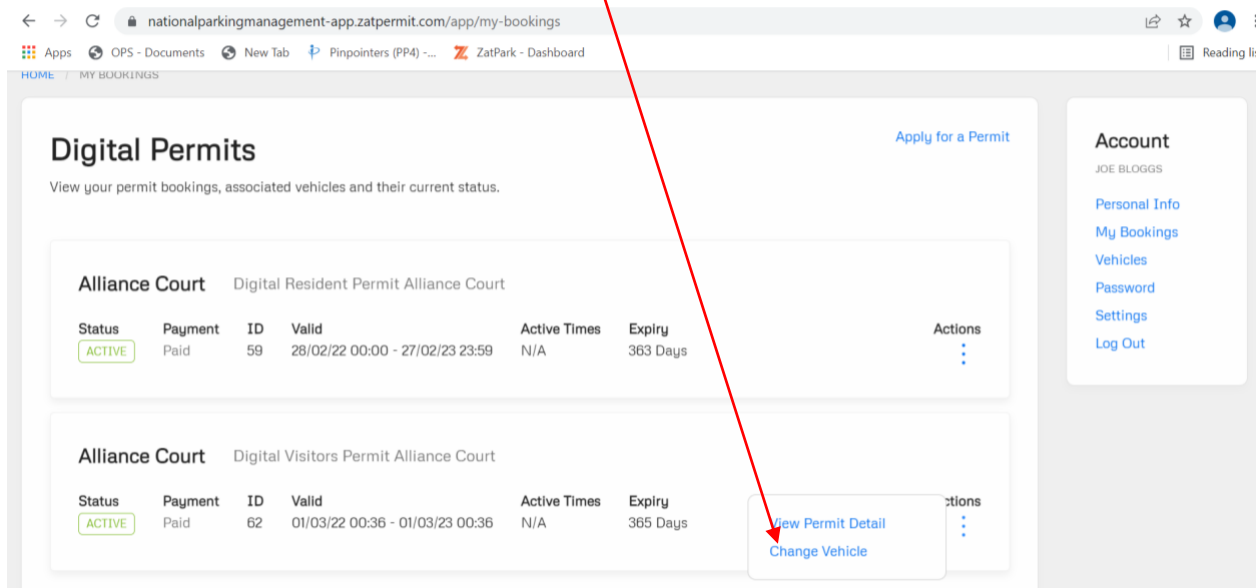 nationalparkingmanagement-app.zatpermit.com/app/my-bookings
Apps OPS - Documents New Tab Pinpointers (PP4) -... ZatPark - Dashboard Reading lis
HOME / MY BOOKINGS
Digital Permits
Apply for a Permit
View your permit bookings, associated vehicles and their current status.
Alliance Court Digital Resident Permit Alliance Court
Status Payment ID Valid Active Times Expiry Actions
ACTIVE Paid 59 28/02/22 00:00 - 27/02/23 23:59 N/A 363 Days
Alliance Court Digital Visitors Permit Alliance Court
Status Payment ID Valid Active Times Expiry ctions
ACTIVE Paid 62 01/03/22 00:36 - 01/03/23 00:36 N/A 365 Days
View Permit Detail
Change Vehicle
Account
JOE BLOGGS
Personal Info
My Bookings
Vehicles
Password
Settings
Log Out